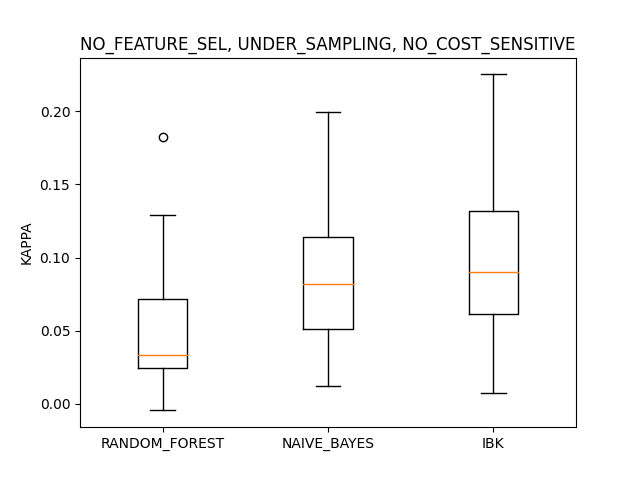 NO_FEATURE_SEL, UNDER_SAMPLING, NO_COST_SENSITIVE
KAPPA
0.20
0.15
0.10
0.05
0.00
RANDOM_FOREST
NAIVE_BAYES
IBK